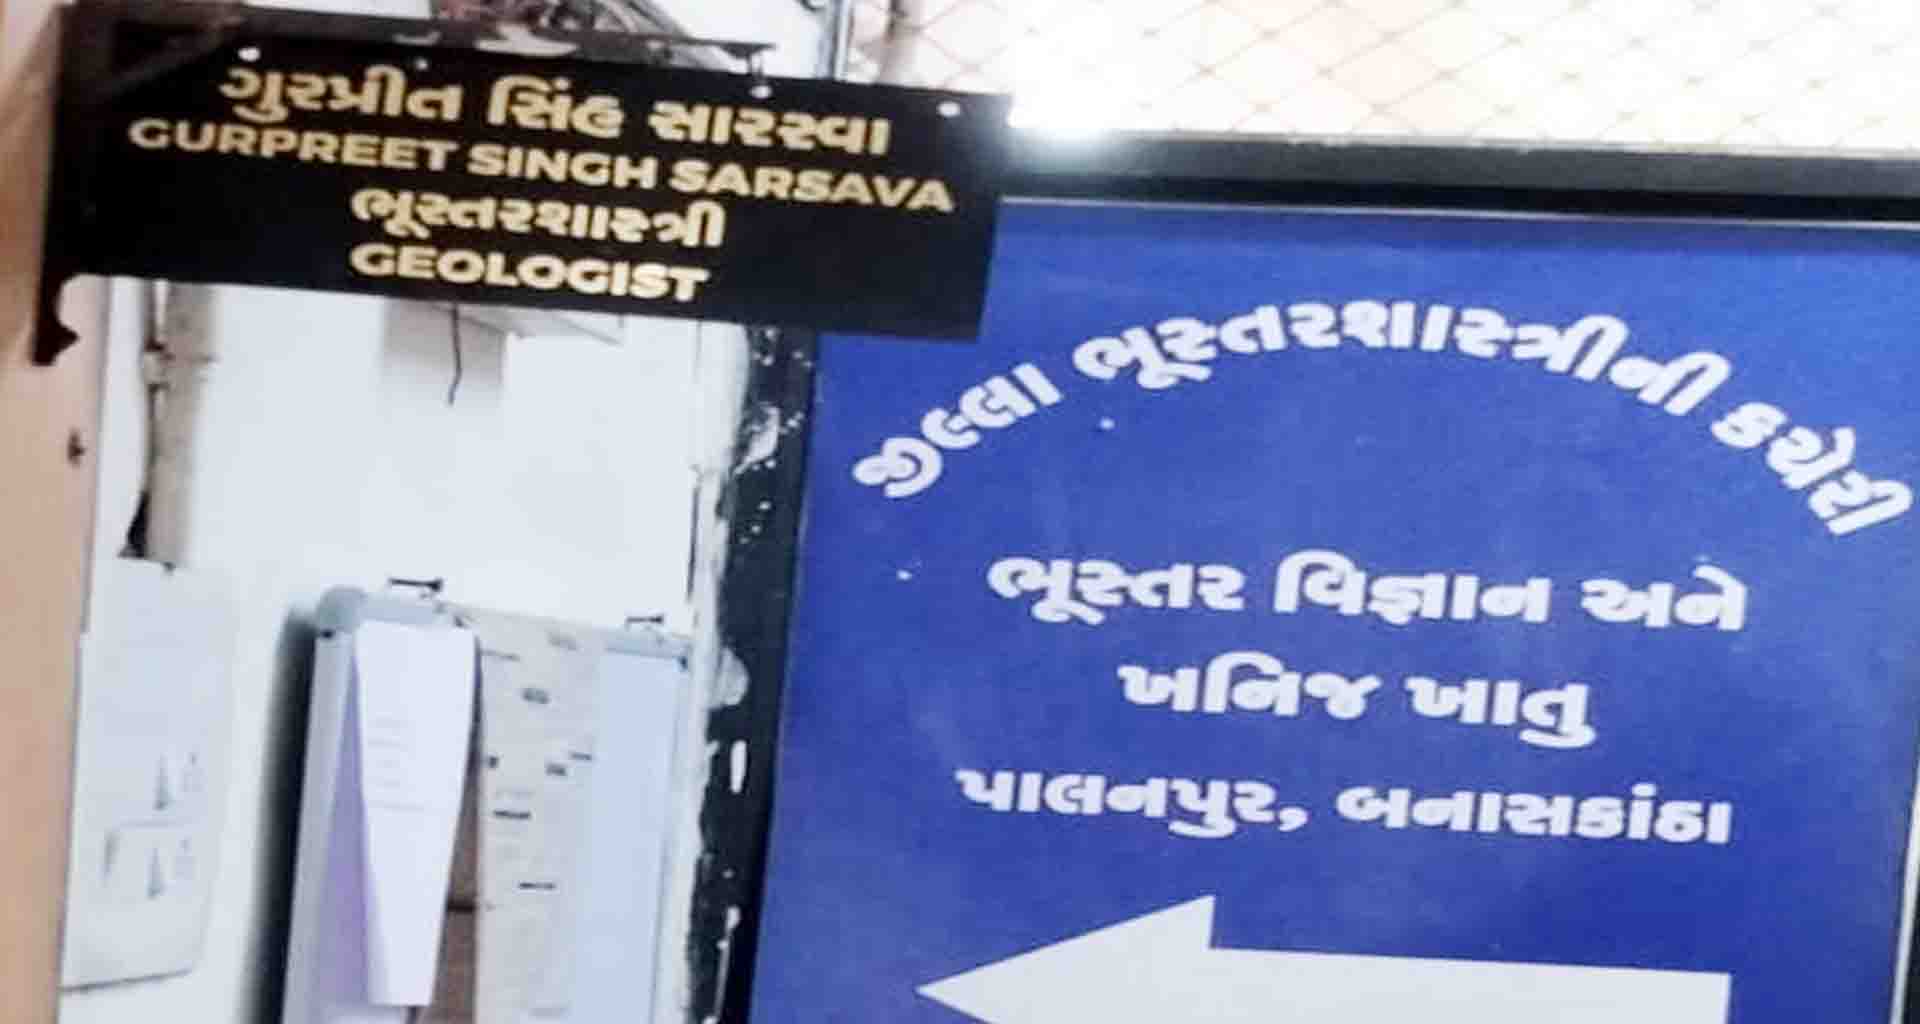 ગુરપ્રીત સિંહ સારસ્વા
GURPREET SINGH SARSAVA
ભૂસ્તરશાસ્ત્રી
GEOLOGIST
જીલ્લા ભૂસ્તરશાસ્ત્રીની કચેરી
ભૂસ્તર વિજ્ઞાન અને
ખનિજ ખાતુ
પાલનપુર, બનાસકાંઠા